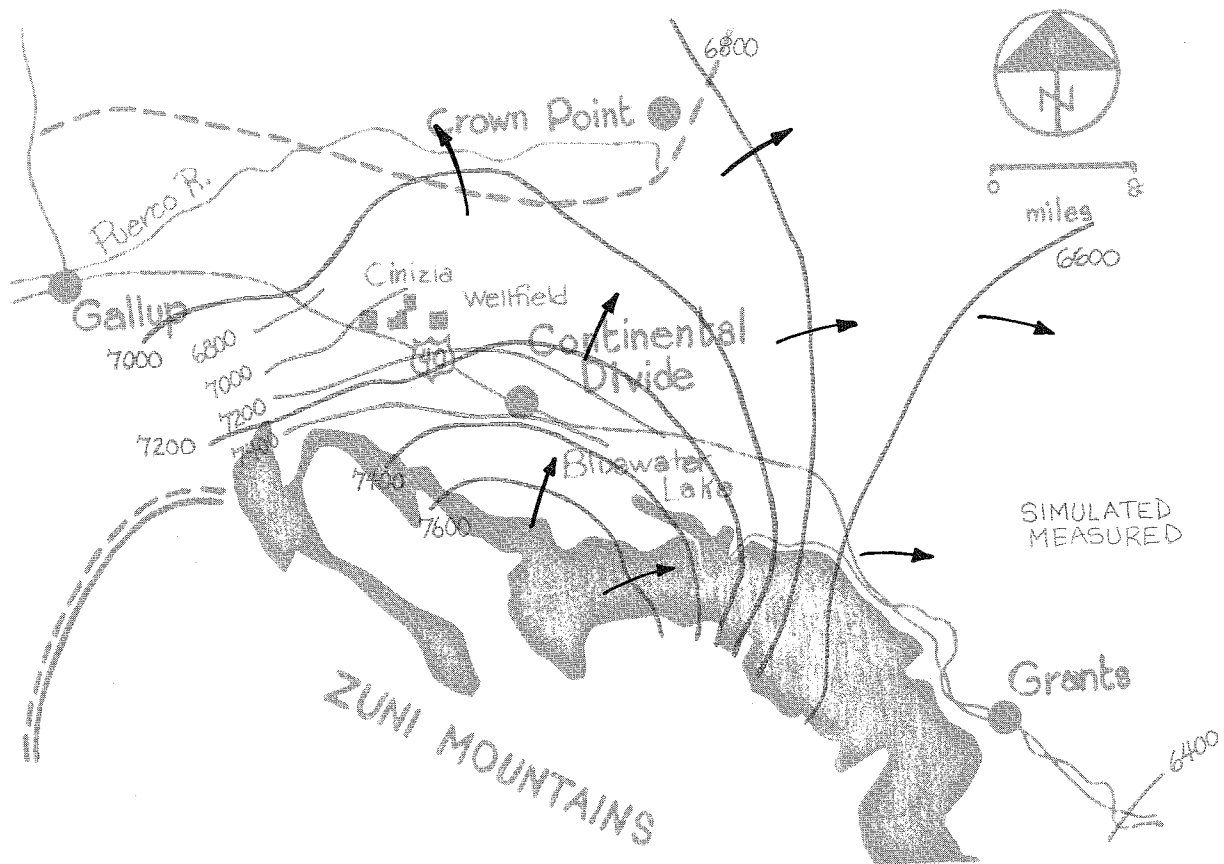 6800
N
Crown Point
0 8
miles
Puerco R.
6600
Cinizia
Wellfield
Gallup
7000
6800
Continental
Divide
40
7000
7200
7200
7400
Bluewater
Lake
7400
7600
SIMULATED
MEASURED
ZUNI MOUNTAINS
Grants
6400